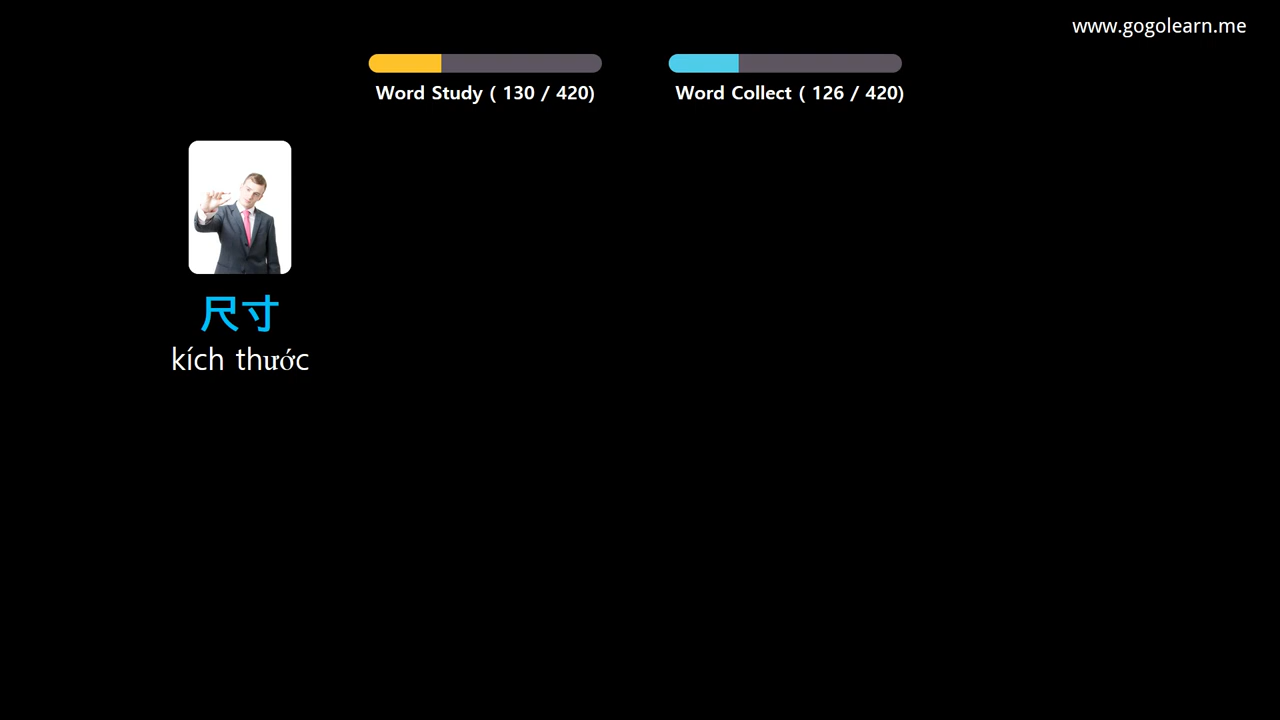 www.gogolearn.me
Word Study ( 130 / 420)
Word Collect ( 126 / 420)
尺寸
kích thước